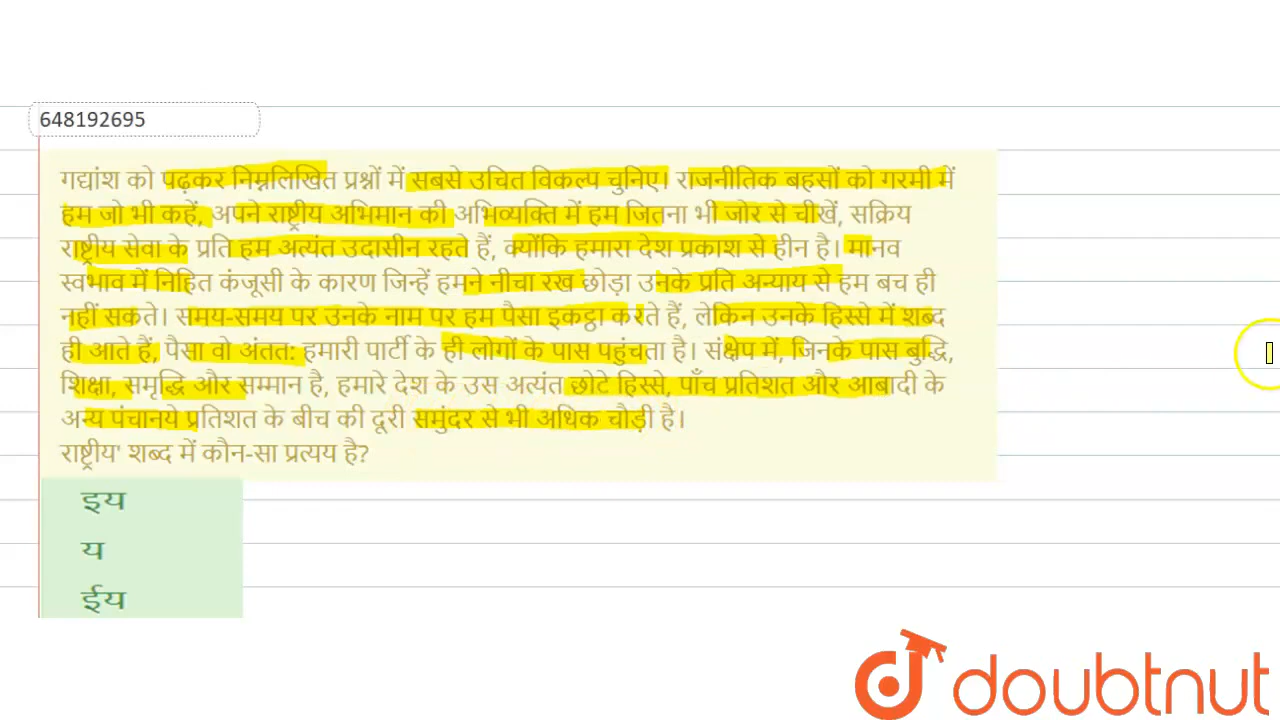 648192695
गद्यांश को पढ़कर निम्नलिखित प्रश्नों में सबसे उचित विकल्प चुनिए। राजनीतिक बहसों को गरमी में
हम जो भी कहें, अपने राष्ट्रीय अभिमान की अभिव्यक्ति में हम जितना भी जोर से चीखें, सक्रिय
राष्ट्रीय सेवा के प्रति हम अत्यंत उदासीन रहते हैं, क्योंकि हमारा देश प्रकाश से हीन है। मानव
स्वभाव में निहित कंजूसी के कारण जिन्हें हमने नीचा रख छोड़ा उनके प्रति अन्याय से हम बच ही
नहीं सकते। समय-समय पर उनके नाम पर हम पैसा इकट्ठा करते हैं, लेकिन उनके हिस्से में शब्द
ही आते हैं, पैसा वो अंतत: हमारी पार्टी के ही लोगों के पास पहुंचता है। संक्षेप में, जिनके पास बुद्धि,
शिक्षा, समृद्धि और सम्मान है, हमारे देश के उस अत्यंत छोटे हिस्से, पाँच प्रतिशत और आबादी के
अन्य पंचानये प्रतिशत के बीच की दूरी समुंदर से भी अधिक चौड़ी है।
राष्ट्रीय' शब्द में कौन-सा प्रत्यय है?
इय
य
ईय
doubtnut